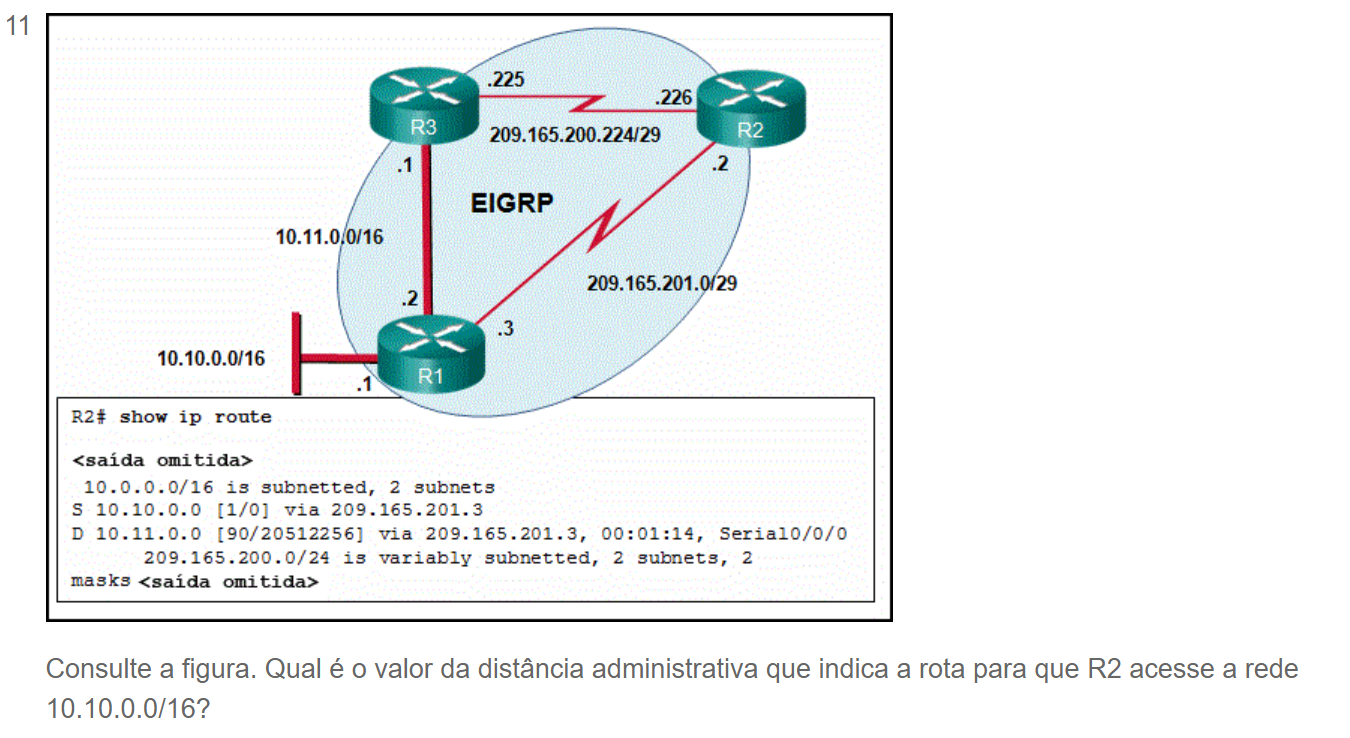 11
.225
.226
R3
R2
209.165.200.224/29
.1
.2
EIGRP
10.11.0.0/16
209.165.201.0/29
.2
.3
10.10.0.0/16
R1
.1
R2# show ip route
<saída omitida>
10.0.0.0/16 is subnetted, 2 subnets
S 10.10.0.0 [1/0] via 209.165.201.3
D 10.11.0.0 [90/20512256] via 209.165.201.3, 00:01:14, Serial0/0/0
209.165.200.0/24 is variably subnetted, 2 subnets, 2
masks <saída omitida>
Consulte a figura. Qual é o valor da distância administrativa que indica a rota para que R2 acesse a rede
10.10.0.0/16?